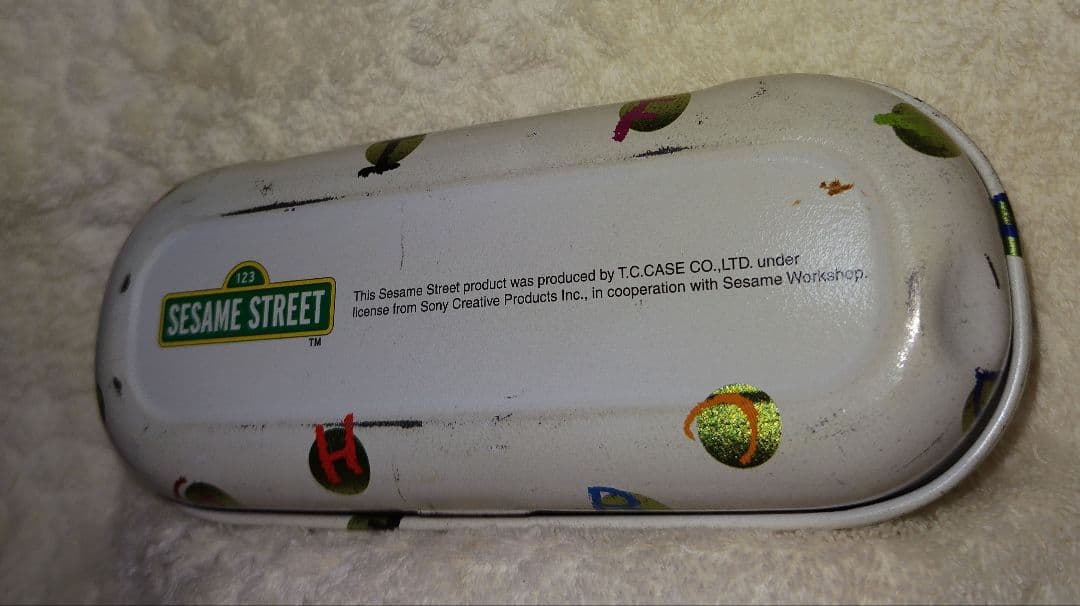 123
SESAME STREET
TM
This Sesame Street product was produced by T.C.CASE CO.,LTD. under
license from Sony Creative Products Inc., in cooperation with Sesame Workshop.
H